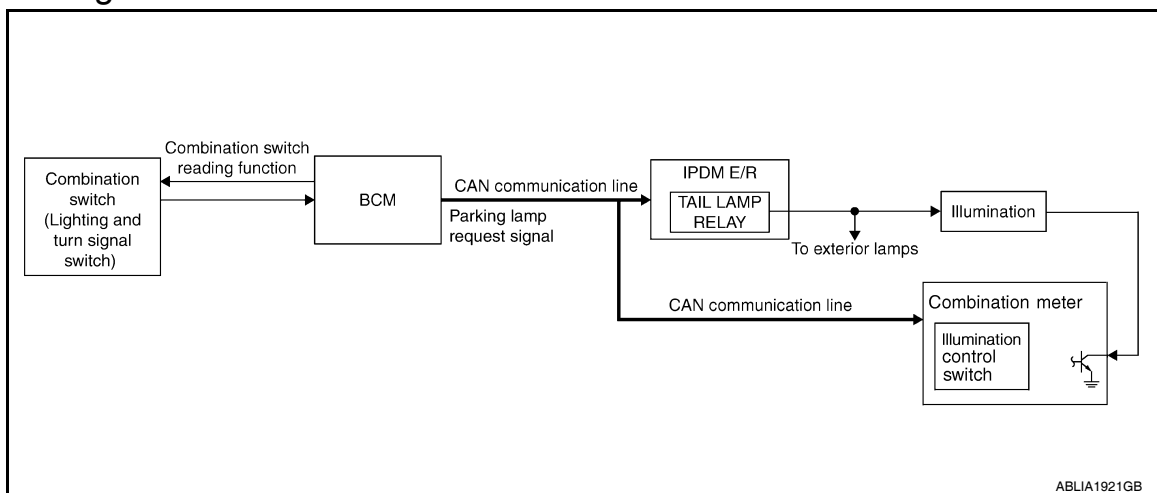 Combination switch
reading function
Combination
switch
(Lighting and
turn signal
switch)
BCM
CAN communication line
Parking lamp
request signal
IPDM E/R
TAIL LAMP
RELAY
To exterior lamps
Illumination
CAN communication line
Combination meter
Illumination
control
switch
ABLIA1921GB